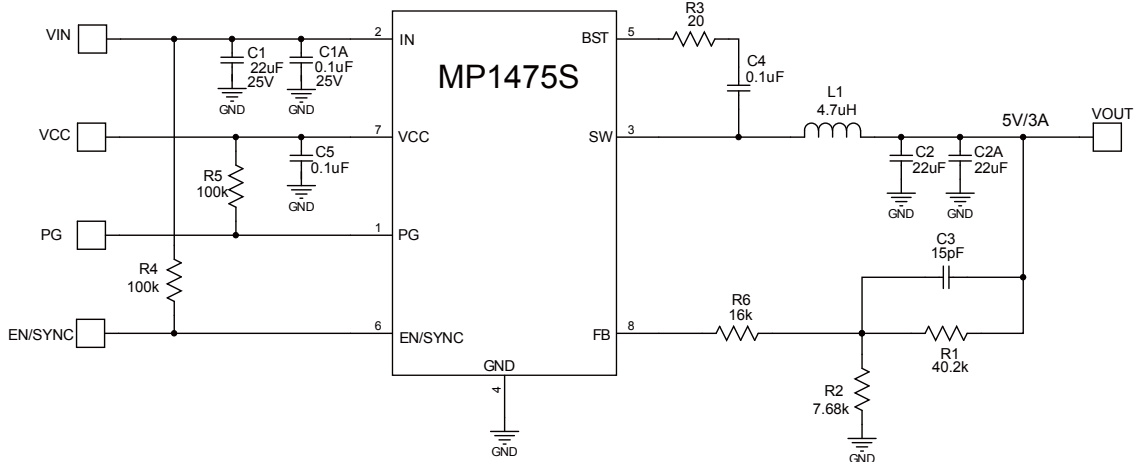 VIN
VCC
PG
EN/SYNC
R4
100k
R5
100k
C1
22uF
25V
GND
C1A
0.1uF
25V
GND
C5
0.1uF
GND
2
7
1
6
MP1475S
IN
VCC
PG
EN/SYNC
GND
4
GND
BST
SW
FB
5
3
8
R3
20
C4
0.1uF
L1
4.7uH
5V/3A
VOUT
C2
22uF
GND
C2A
22uF
GND
C3
15pF
R6
16k
R1
40.2k
R2
7.68k
GND